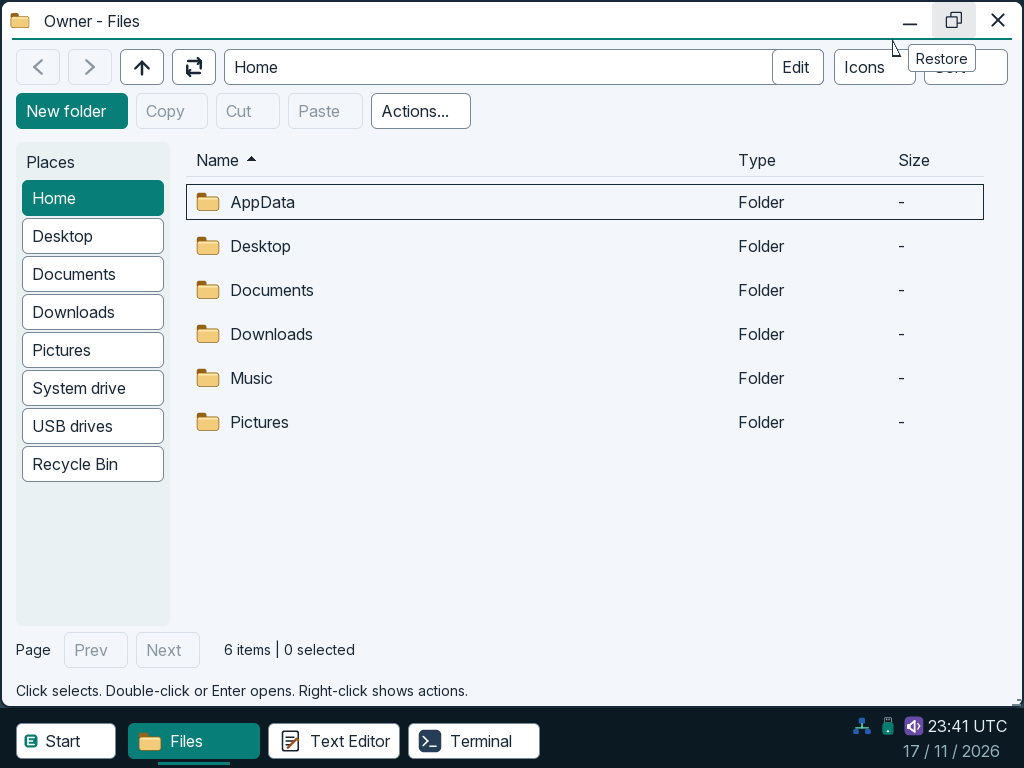 Owner - Files
Restore
Home
Edit
Icons
New folder
Copy
Cut
Paste
Actions...
Places
Home
Desktop
Documents
Downloads
Pictures
System drive
USB drives
Recycle Bin
Name Type Size
AppData Folder -
Desktop Folder -
Documents Folder -
Downloads Folder -
Music Folder -
Pictures Folder -
Page Prev Next 6 items | 0 selected
Click selects. Double-click or Enter opens. Right-click shows actions.
Start
Files
Text Editor
Terminal
23:41 UTC
17 / 11 / 2026